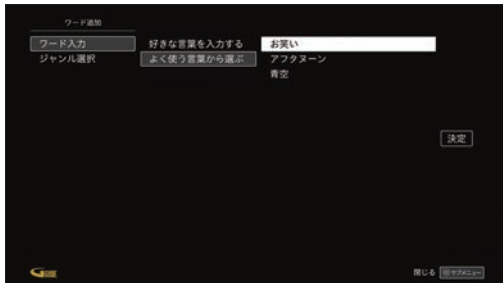 ワード追加
ワード入力 好きな言葉を入力する お笑い
ジャンル選択 よく使う言葉から選ぶ アフタヌーン
青空
決定
閉じる サブメニュー